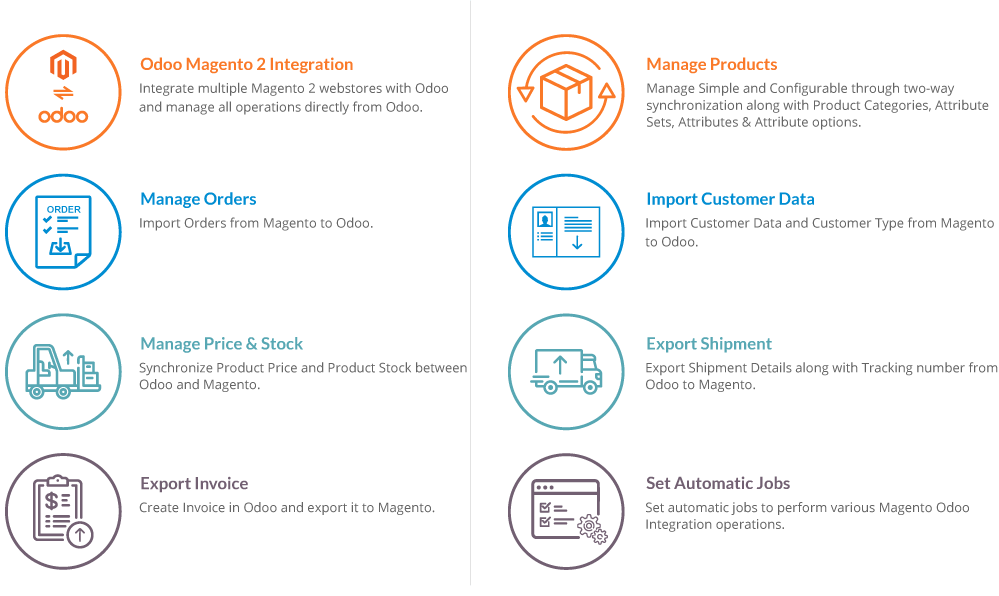 odoo
Odoo Magento 2 Integration
Integrate multiple Magento 2 webstores with Odoo
and manage all operations directly from Odoo.
Manage Products
Manage Simple and Configurable through two-way
synchronization along with Product Categories, Attribute
Sets, Attributes & Attribute options.
ORDER
Manage Orders
Import Orders from Magento to Odoo.
Import Customer Data
Import Customer Data and Customer Type from Magento
to Odoo.
Manage Price & Stock
Synchronize Product Price and Product Stock between
Odoo and Magento.
Export Shipment
Export Shipment Details along with Tracking number from
Odoo to Magento.
$
Export Invoice
Create Invoice in Odoo and export it to Magento.
Set Automatic Jobs
Set automatic jobs to perform various Magento Odoo
Integration operations.